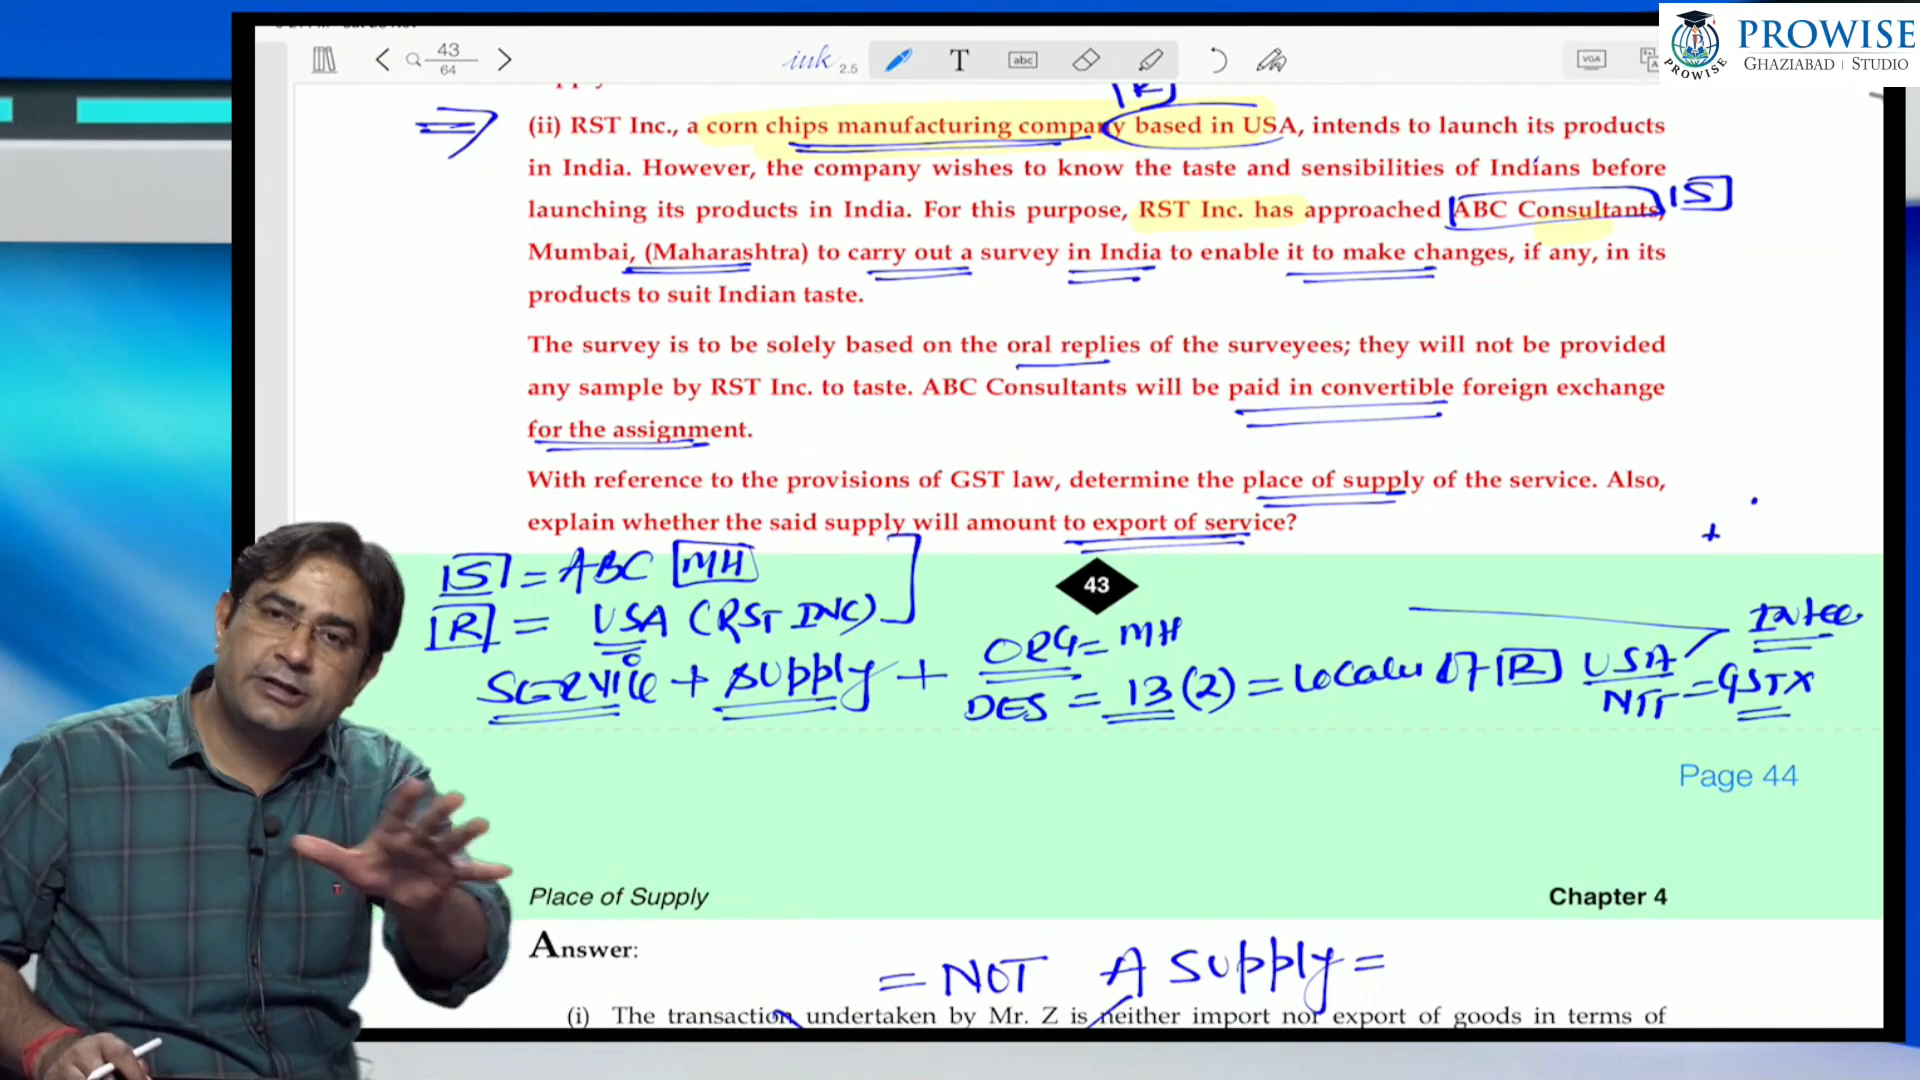 PROWISE
GHAZIABAD | STUDIO
PROWISE
43
64
ink 2.5
T
abc
VGA
[R]
(ii) RST Inc., a corn chips manufacturing company based in USA, intends to launch its products
in India. However, the company wishes to know the taste and sensibilities of Indians before
launching its products in India. For this purpose, RST Inc. has approached ABC Consultants,
[S]
Mumbai, (Maharashtra) to carry out a survey in India to enable it to make changes, if any, in its
products to suit Indian taste.
The survey is to be solely based on the oral replies of the surveyees; they will not be provided
any sample by RST Inc. to taste. ABC Consultants will be paid in convertible foreign exchange
for the assignment.
With reference to the provisions of GST law, determine the place of supply of the service. Also,
explain whether the said supply will amount to export of service?
[S] = ABC [MH]
43
[R] = USA (RST INC)
SERVICE + SUPPLY + ORG = MH
DES = 13(2) = Locatn of [R] USA
NTT = GSTX
Page 44
Place of Supply
Chapter 4
Answer:
= NOT A SUPPLY =
(i) The transaction undertaken by Mr. Z is neither import nor export of goods in terms of